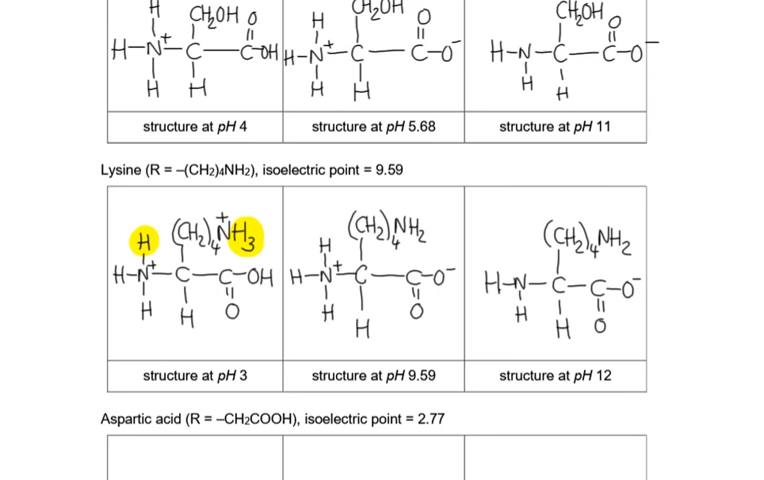 H CH2OH O H CH2OH O CH2OH O
H-N+-C-C-OH H-N+-C-C-O- H-N-C-C-O-
H H H H H H
structure at pH 4 structure at pH 5.68 structure at pH 11
Lysine (R = –(CH2)4NH2), isoelectric point = 9.59
H (CH2)4N+H3 H (CH2)4NH2 (CH2)4NH2
H-N+-C-C-OH H-N+-C-C-O- H-N-C-C-O-
H H O H H O H H O
structure at pH 3 structure at pH 9.59 structure at pH 12
Aspartic acid (R = –CH2COOH), isoelectric point = 2.77